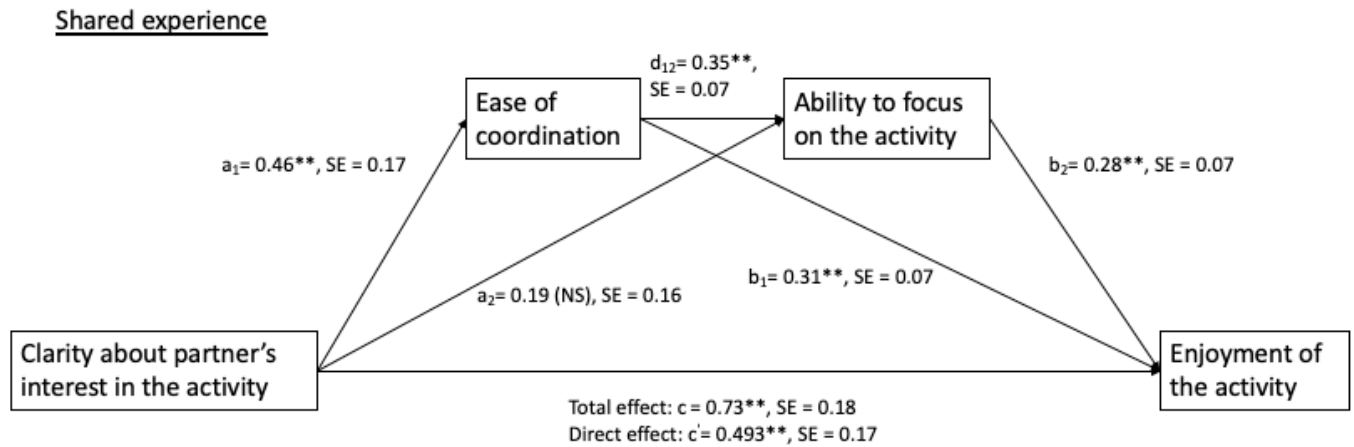 Shared experience
d12= 0.35**,
SE = 0.07
Ease of
coordination
Ability to focus
on the activity
a1= 0.46**, SE = 0.17
b2= 0.28**, SE = 0.07
b1= 0.31**, SE = 0.07
a2= 0.19 (NS), SE = 0.16
Clarity about partner’s
interest in the activity
Enjoyment of
the activity
Total effect: c = 0.73**, SE = 0.18
Direct effect: c'= 0.493**, SE = 0.17